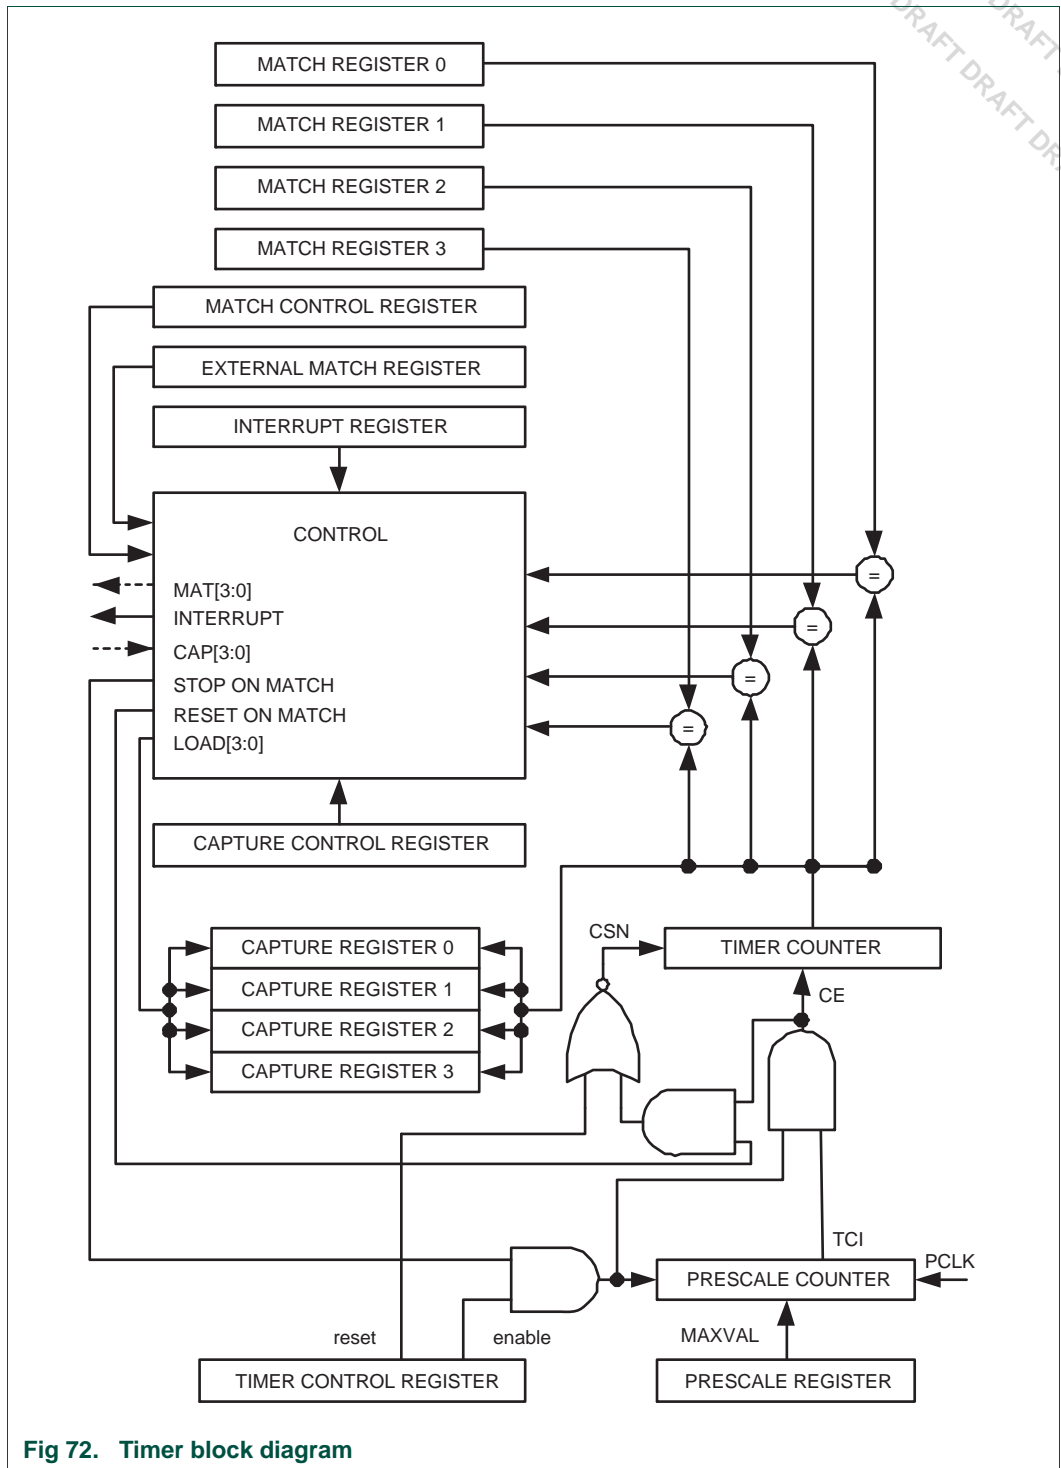 DRAFT DRAFT DRA
DRAFT
MATCH REGISTER 0
MATCH REGISTER 1
MATCH REGISTER 2
MATCH REGISTER 3
MATCH CONTROL REGISTER
EXTERNAL MATCH REGISTER
INTERRUPT REGISTER
CONTROL
=
MAT[3:0]
INTERRUPT
=
CAP[3:0]
STOP ON MATCH
=
RESET ON MATCH
=
LOAD[3:0]
CAPTURE CONTROL REGISTER
CSN
CAPTURE REGISTER 0
TIMER COUNTER
CAPTURE REGISTER 1
CE
CAPTURE REGISTER 2
CAPTURE REGISTER 3
TCI
PCLK
PRESCALE COUNTER
reset
enable
MAXVAL
TIMER CONTROL REGISTER
PRESCALE REGISTER
Fig 72. Timer block diagram